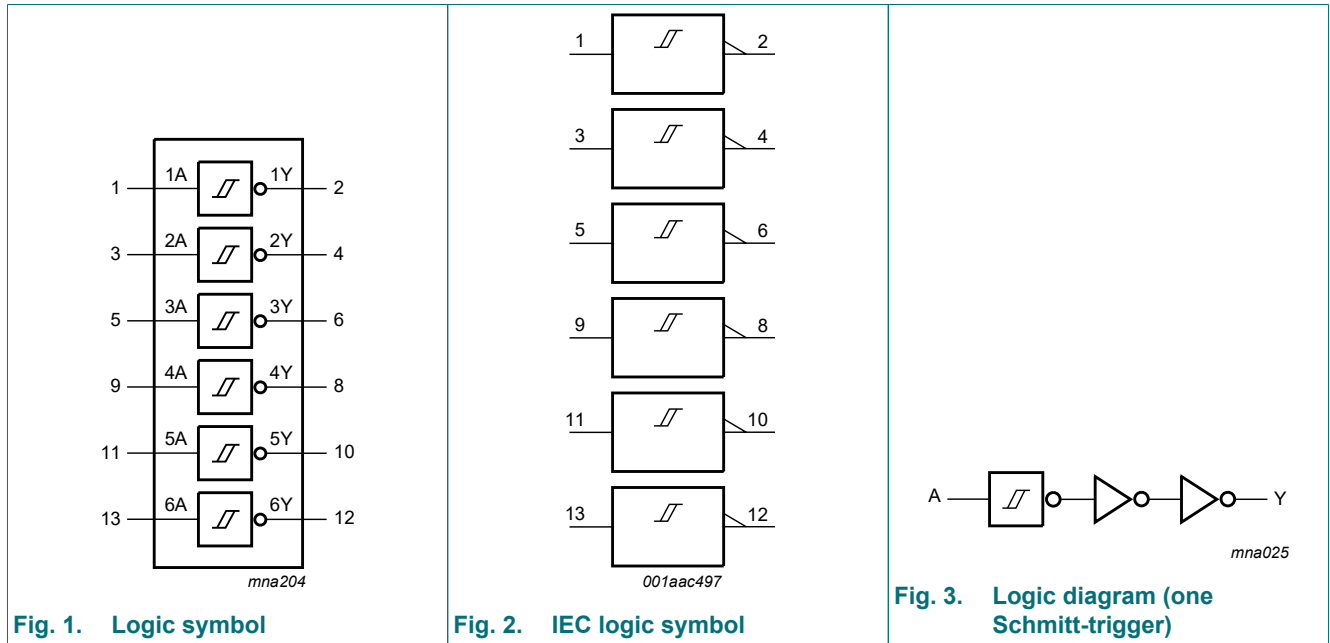 1 1A 1Y 2
3 2A 2Y 4
5 3A 3Y 6
9 4A 4Y 8
11 5A 5Y 10
13 6A 6Y 12
mna204
Fig. 1. Logic symbol
1 2
3 4
5 6
9 8
11 10
13 12
001aac497
Fig. 2. IEC logic symbol
A Y
mna025
Fig. 3. Logic diagram (one
Schmitt-trigger)